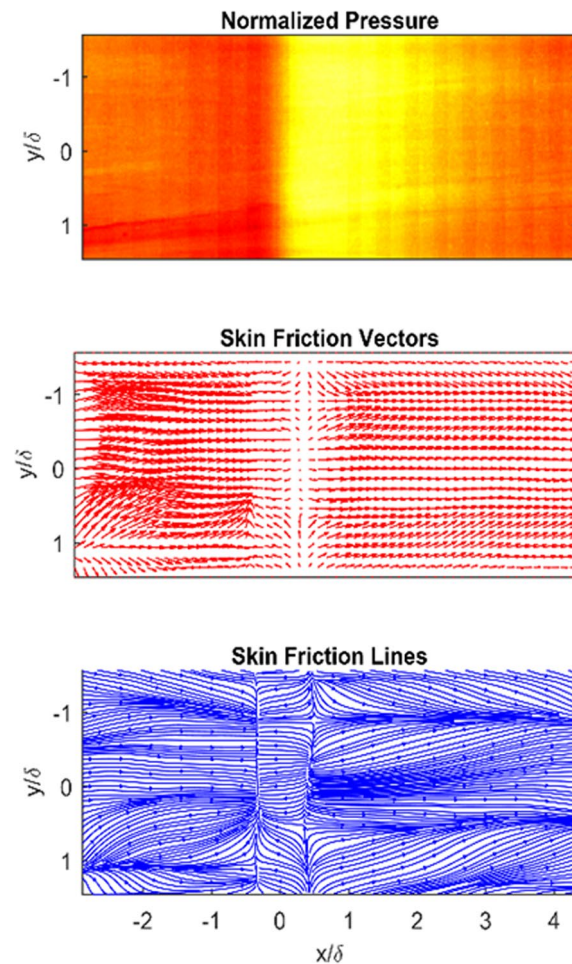 Normalized Pressure
y/δ
-1
0
1
Skin Friction Vectors
y/δ
-1
0
1
Skin Friction Lines
y/δ
-1
0
1
-2 -1 0 1 2 3 4
x/δ